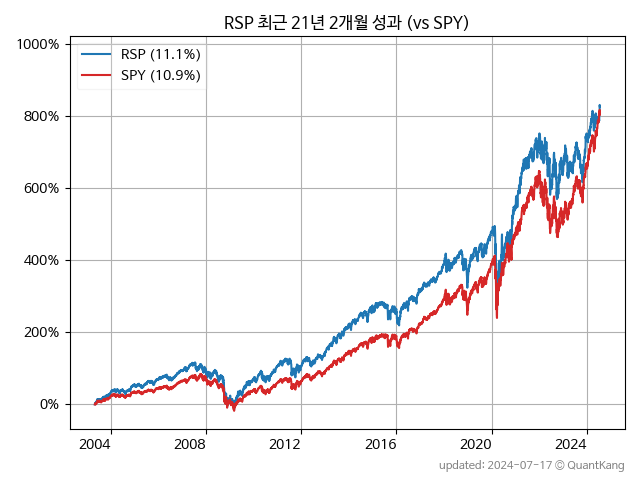 RSP 최근 21년 2개월 성과 (vs SPY)
1000%
RSP (11.1%)
SPY (10.9%)
800%
600%
400%
200%
0%
2004 2008 2012 2016 2020 2024
updated: 2024-07-17 © QuantKang